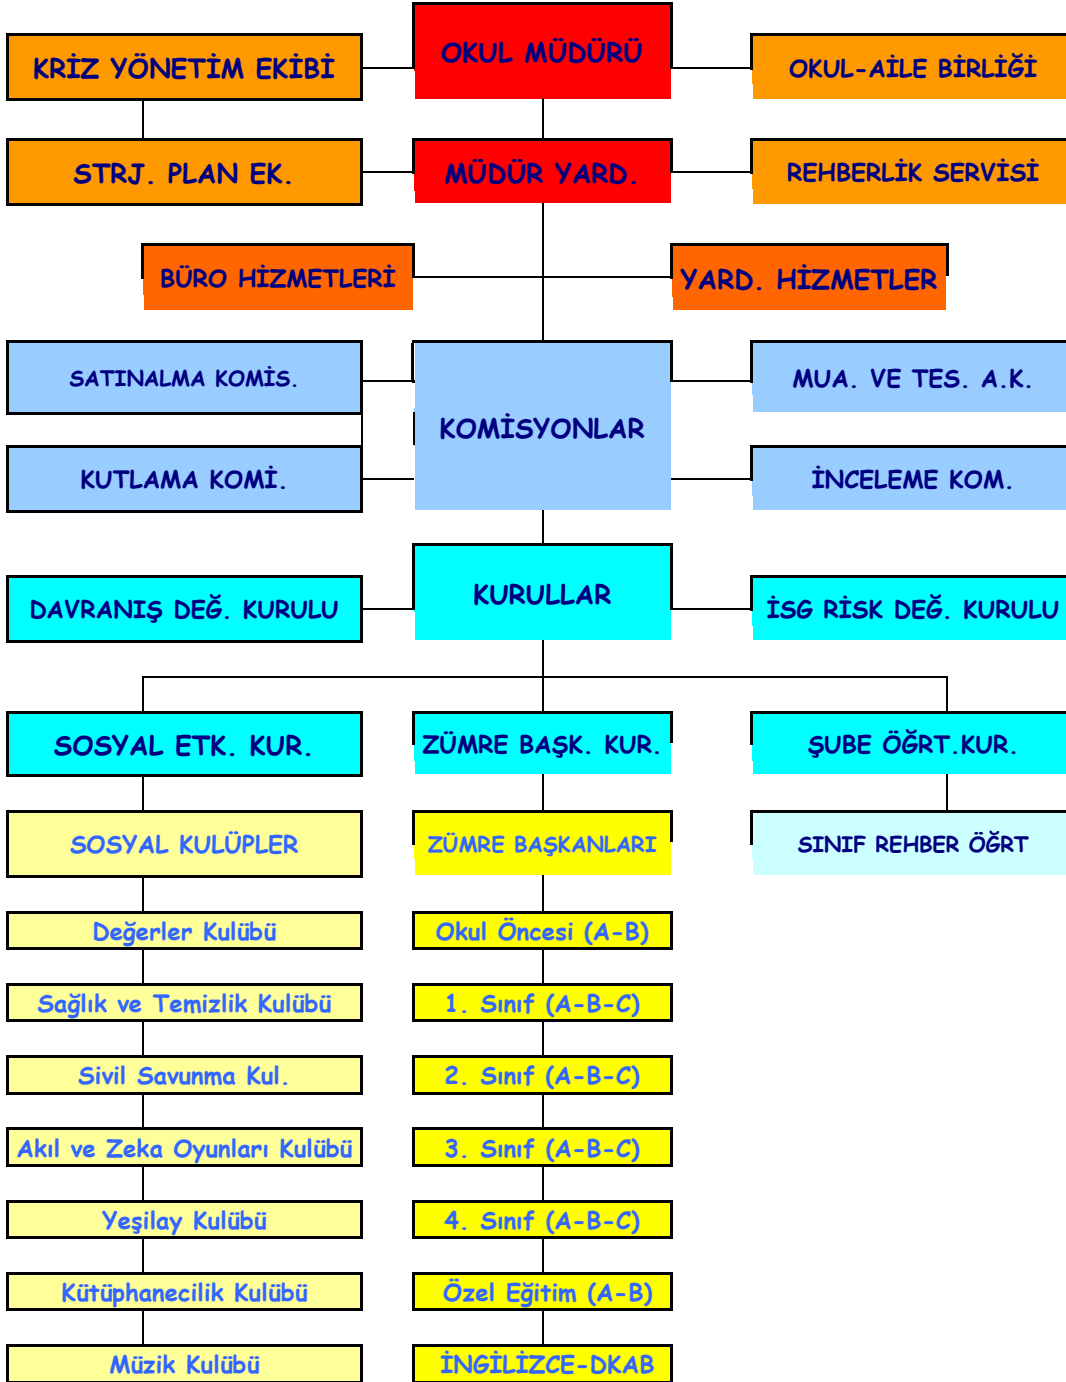 KRİZ YÖNETİM EKİBİ
OKUL MÜDÜRÜ
OKUL-AİLE BİRLİĞİ
STRJ. PLAN EK.
MÜDÜR YARD.
REHBERLİK SERVİSİ
BÜRO HİZMETLERİ
YARD. HİZMETLER
SATINALMA KOMİS.
KOMİSYONLAR
MUA. VE TES. A.K.
KUTLAMA KOMİ.
İNCELEME KOM.
DAVRANIŞ DEĞ. KURULU
KURULLAR
İSG RİSK DEĞ. KURULU
SOSYAL ETK. KUR.
ZÜMRE BAŞK. KUR.
ŞUBE ÖĞRT.KUR.
SOSYAL KULÜPLER
ZÜMRE BAŞKANLARI
SINIF REHBER ÖĞRT
Değerler Kulübü
Okul Öncesi (A-B)
Sağlık ve Temizlik Kulübü
1. Sınıf (A-B-C)
Sivil Savunma Kul.
2. Sınıf (A-B-C)
Akıl ve Zeka Oyunları Kulübü
3. Sınıf (A-B-C)
Yeşilay Kulübü
4. Sınıf (A-B-C)
Kütüphanecilik Kulübü
Özel Eğitim (A-B)
Müzik Kulübü
İNGİLİZCE-DKAB